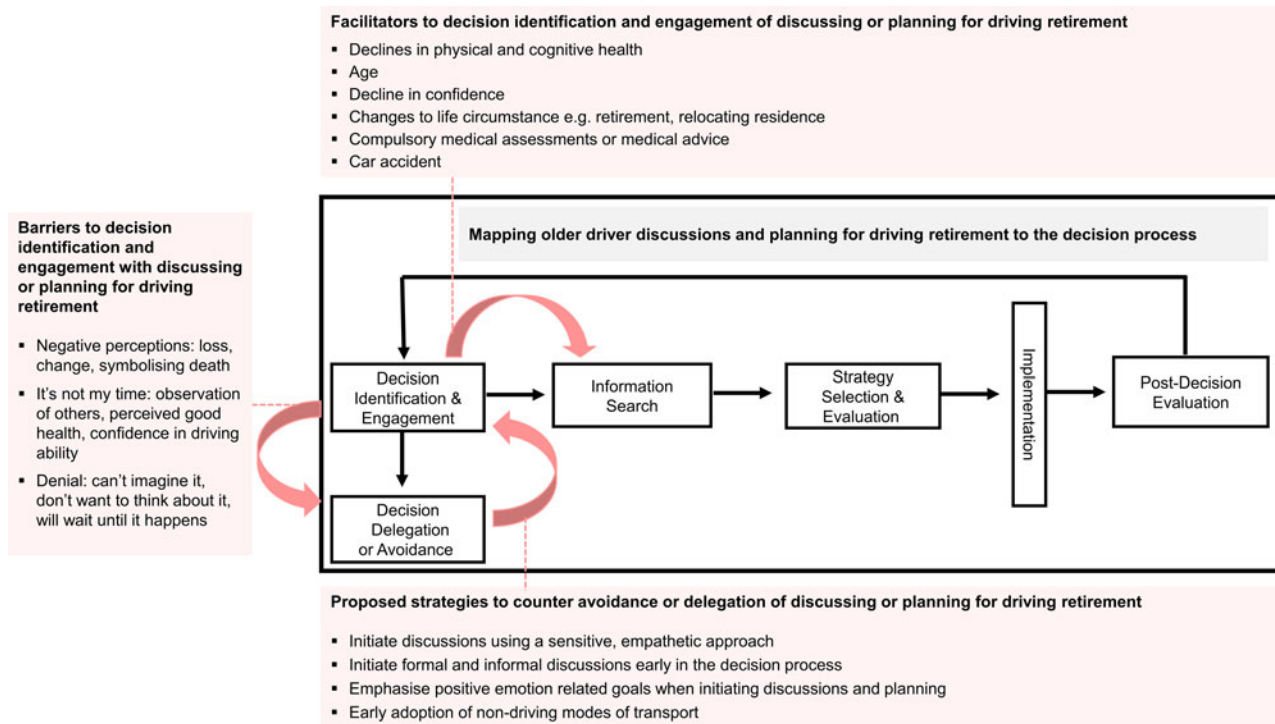 Facilitators to decision identification and engagement of discussing or planning for driving retirement
▪ Declines in physical and cognitive health
▪ Age
▪ Decline in confidence
▪ Changes to life circumstance e.g. retirement, relocating residence
▪ Compulsory medical assessments or medical advice
▪ Car accident
Barriers to decision
identification and
engagement with discussing
or planning for driving
retirement
▪ Negative perceptions: loss,
change, symbolising death
▪ It's not my time: observation
of others, perceived good
health, confidence in driving
ability
▪ Denial: can't imagine it,
don't want to think about it,
will wait until it happens
Mapping older driver discussions and planning for driving retirement to the decision process
Decision
Identification &
Engagement
Information
Search
Strategy
Selection &
Evaluation
Implementation
Post-Decision
Evaluation
Decision
Delegation
or Avoidance
Proposed strategies to counter avoidance or delegation of discussing or planning for driving retirement
▪ Initiate discussions using a sensitive, empathetic approach
▪ Initiate formal and informal discussions early in the decision process
▪ Emphasise positive emotion related goals when initiating discussions and planning
▪ Early adoption of non-driving modes of transport